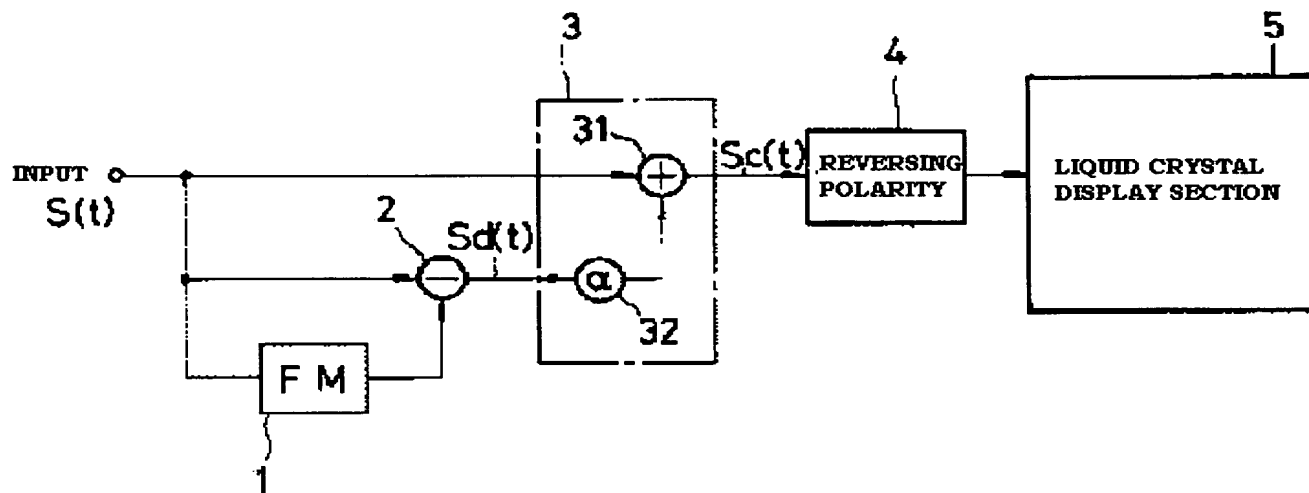 3
5
4
31
INPUT
S(t)
+
Sc(t)
REVERSING
POLARITY
LIQUID CRYSTAL
DISPLAY SECTION
2
Sd(t)
−
α
32
F M
1